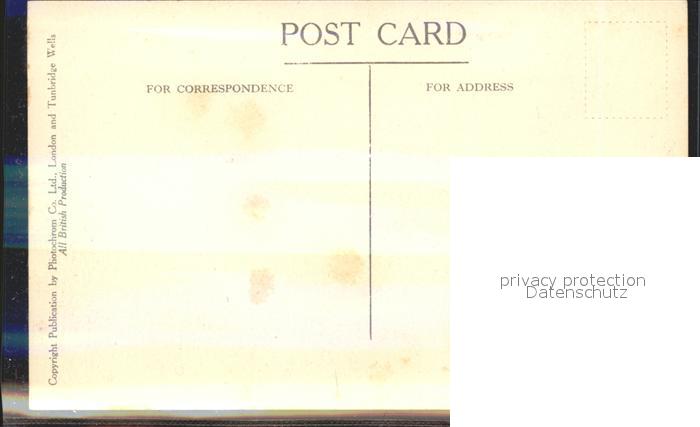 POST CARD
FOR CORRESPONDENCE
FOR ADDRESS
Copyright Publication by Photochrom Co. Ltd., London and Tunbridge Wells
All British Production
privacy protection
Datenschutz